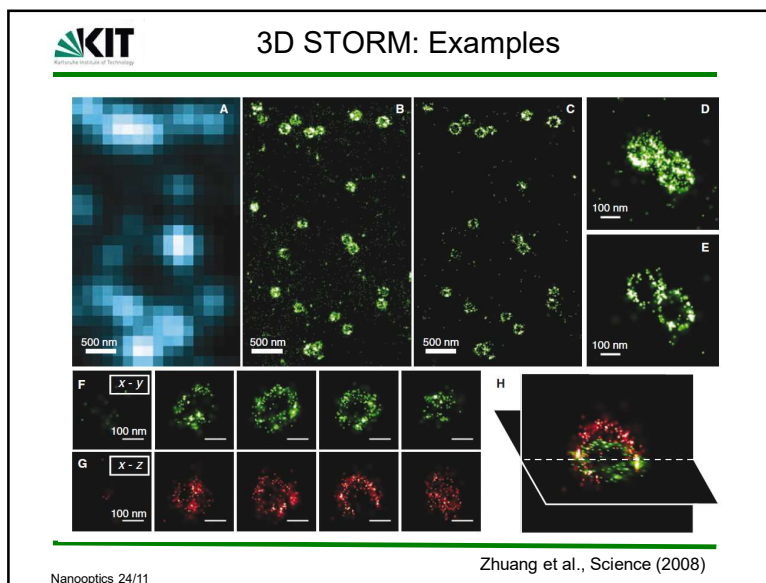 KIT
Karlsruhe Institute of Technology
3D STORM: Examples
A
B
C
D
500 nm
500 nm
500 nm
100 nm
E
100 nm
F
x - y
100 nm
G
x - z
100 nm
H
Zhuang et al., Science (2008)
Nanooptics 24/11